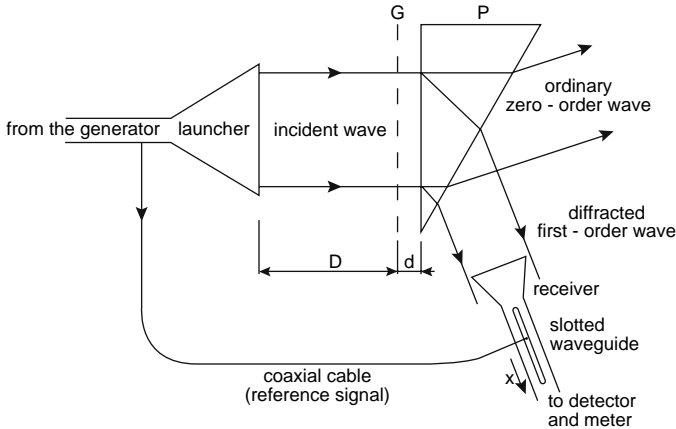 G
P
ordinary
zero - order wave
from the generator
launcher
incident wave
diffracted
first - order wave
D
d
receiver
slotted
waveguide
x
coaxial cable
(reference signal)
to detector
and meter